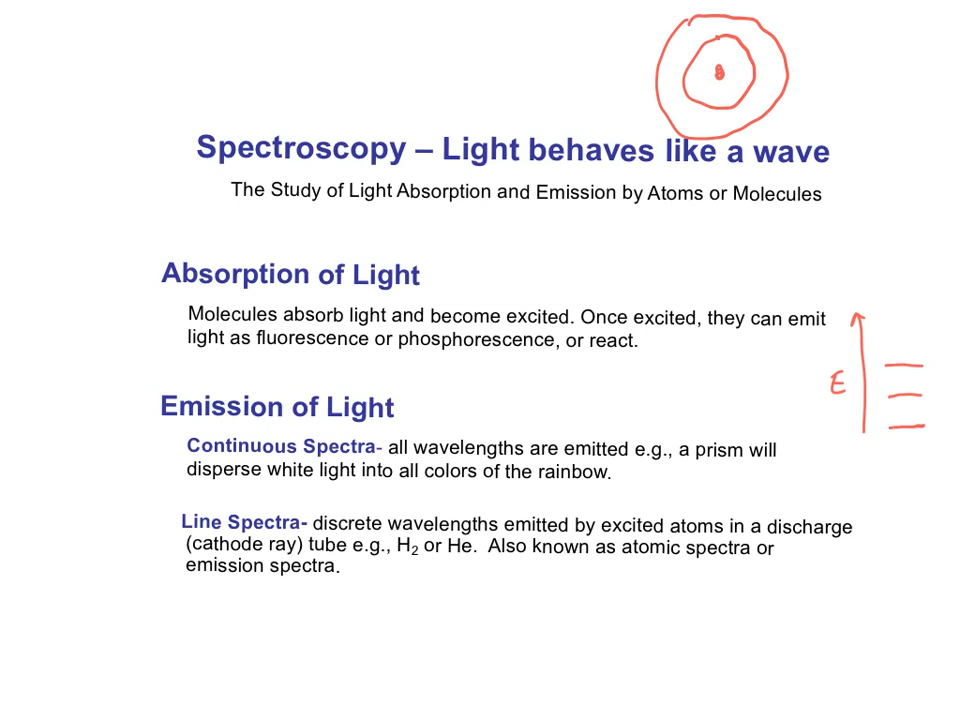 Spectroscopy – Light behaves like a wave
The Study of Light Absorption and Emission by Atoms or Molecules
Absorption of Light
Molecules absorb light and become excited. Once excited, they can emit
light as fluorescence or phosphorescence, or react.
E
Emission of Light
Continuous Spectra- all wavelengths are emitted e.g., a prism will
disperse white light into all colors of the rainbow.
Line Spectra- discrete wavelengths emitted by excited atoms in a discharge
(cathode ray) tube e.g., H₂ or He.  Also known as atomic spectra or
emission spectra.